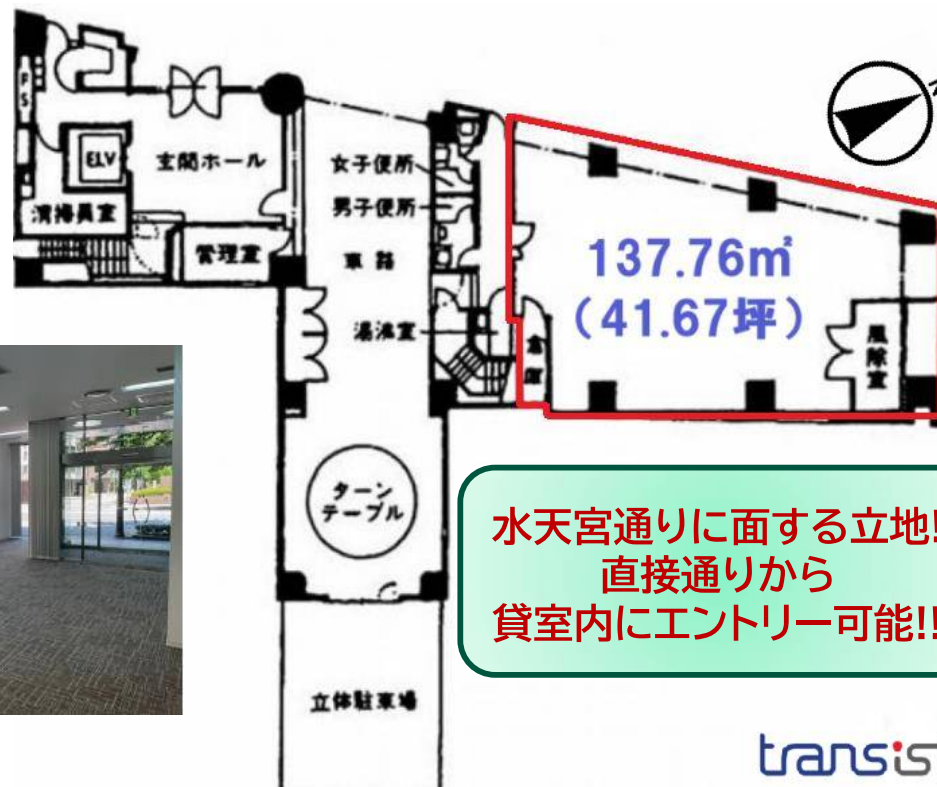 PS
ELV
玄関ホール
清掃員室
管理室
女子便所
男子便所
車路
湯沸室
倉庫
137.76㎡
（41.67坪）
風除室
ターン
テーブル
立体駐車場
水天宮通りに面する立地!
直接通りから
貸室内にエントリー可能!!
transis